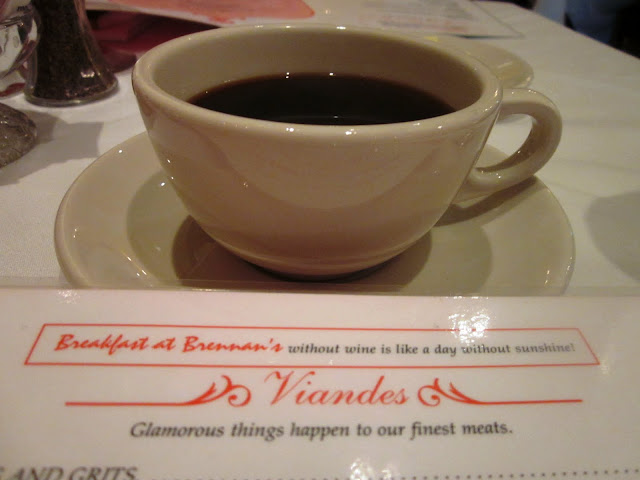 Breakfast at Brennan's without wine is like a day without sunshine!
Viandes
Glamorous things happen to our finest meats.
AND GRITS